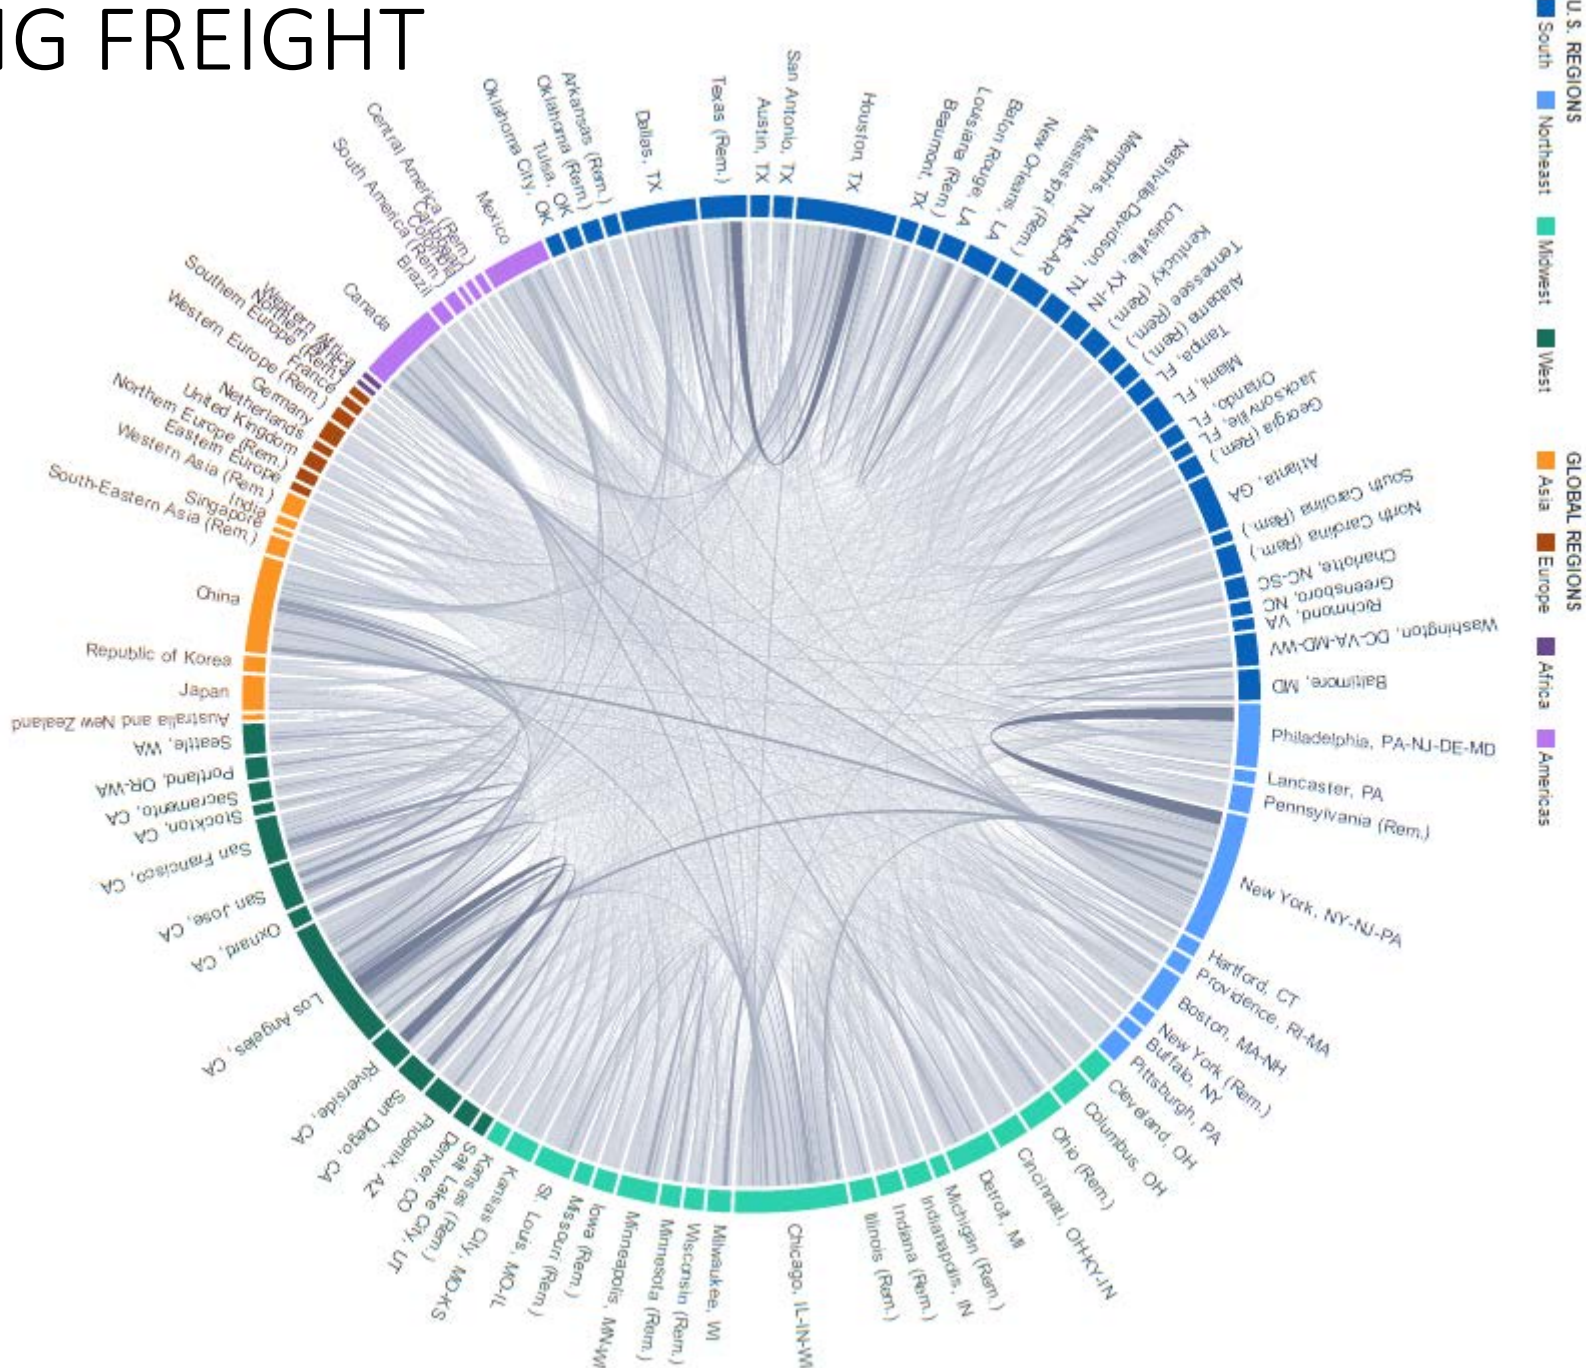 NG FREIGHT
U.S. REGIONS
South
Northeast
Midwest
West
GLOBAL REGIONS
Asia
Europe
Africa
Americas
Texas (Rem.)
Austin, TX
San Antonio, TX
Houston, TX
Beaumont, TX
Louisiana (Rem.)
Baton Rouge, LA
New Orleans, LA
Mississippi (Rem.)
Memphis, TN-MS-AR
Nashville-Davidson, TN
Louisville, KY-IN
Kentucky (Rem.)
Tennessee (Rem.)
Alabama (Rem.)
Tampa, FL
Miami, FL
Orlando, FL
Jacksonville, FL
Georgia (Rem.)
Atlanta, GA
South Carolina (Rem.)
North Carolina (Rem.)
Charlotte, NC-SC
Greensboro, NC
Richmond, VA
Washington, DC-VA-MD-WV
Baltimore, MD
Philadelphia, PA-NJ-DE-MD
Lancaster, PA
Pennsylvania (Rem.)
New York, NY-NJ-PA
Hartford, CT
Providence, RI-MA
Boston, MA-NH
New York (Rem.)
Buffalo, NY
Pittsburgh, PA
Cleveland, OH
Columbus, OH
Ohio (Rem.)
Cincinnati, OH-KY-IN
Detroit, MI
Michigan (Rem.)
Indianapolis, IN
Indiana (Rem.)
Illinois (Rem.)
Chicago, IL-IN-WI
Milwaukee, WI
Wisconsin (Rem.)
Minnesota (Rem.)
Minneapolis, MN-WI
Iowa (Rem.)
Missouri (Rem.)
St. Louis, MO-IL
Kansas City, MO-KS
Kansas (Rem.)
Salt Lake City, UT
Denver, CO
Phoenix, AZ
San Diego, CA
Riverside, CA
Los Angeles, CA
Oxnard, CA
San Jose, CA
San Francisco, CA
Stockton, CA
Sacramento, CA
Portland, OR-WA
Seattle, WA
Australia and New Zealand
Japan
Republic of Korea
China
South-Eastern Asia (Rem.)
Singapore
India
Western Asia (Rem.)
Eastern Europe
Northern Europe (Rem.)
United Kingdom
Netherlands
Germany
Western Europe (Rem.)
France
Southern Europe (Rem.)
Northern Africa
Western Africa
Canada
Brazil
South America (Rem.)
Colombia
Caribbean
Central America (Rem.)
Mexico
Oklahoma City, OK
Tulsa, OK
Oklahoma (Rem.)
Arkansas (Rem.)
Dallas, TX